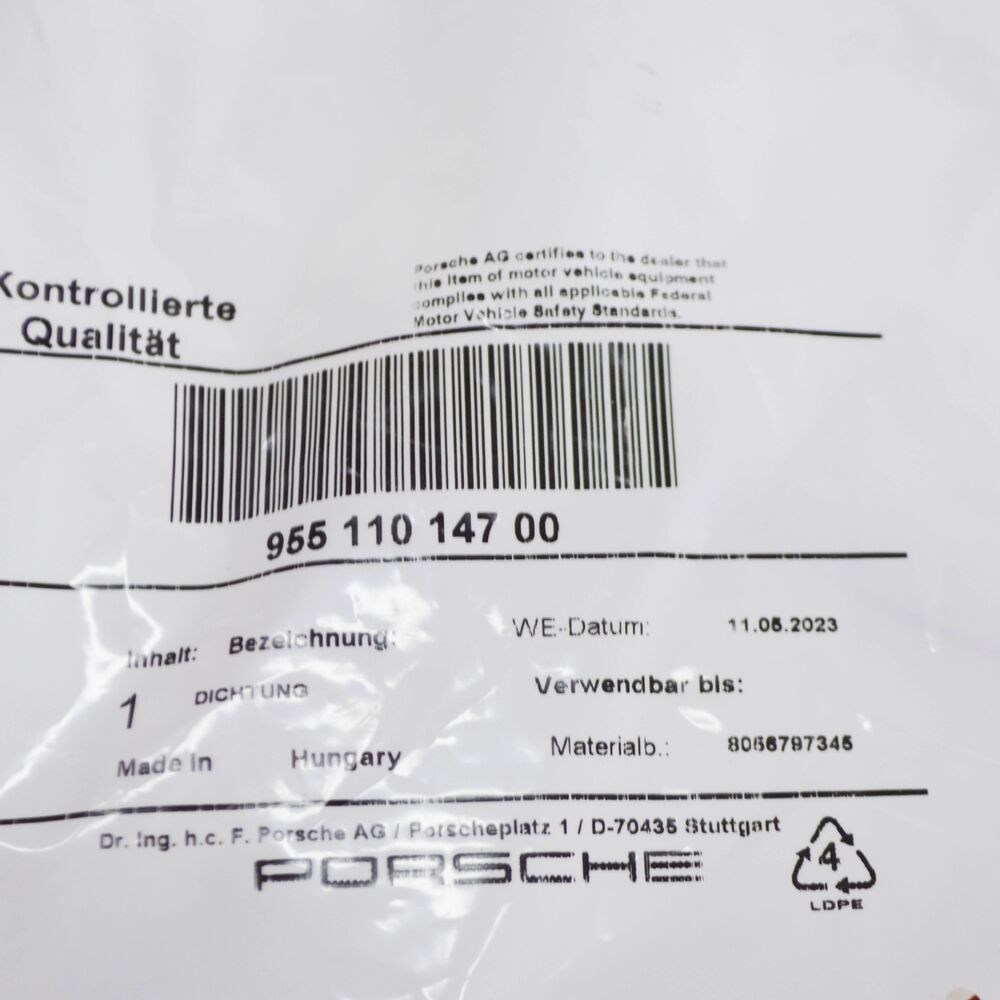 Kontrollierte
Qualität
Porsche AG certifies to the dealer that
this item of motor vehicle equipment
complies with all applicable Federal
Motor Vehicle Safety Standards.
955 110 147 00
Inhalt: Bezeichnung: WE-Datum: 11.05.2023
1 DICHTUNG Verwendbar bis:
Made in Hungary Materialb.: 8056797345
Dr. Ing. h.c. F. Porsche AG / Porscheplatz 1 / D-70435 Stuttgart
PORSCHE
4
LDPE